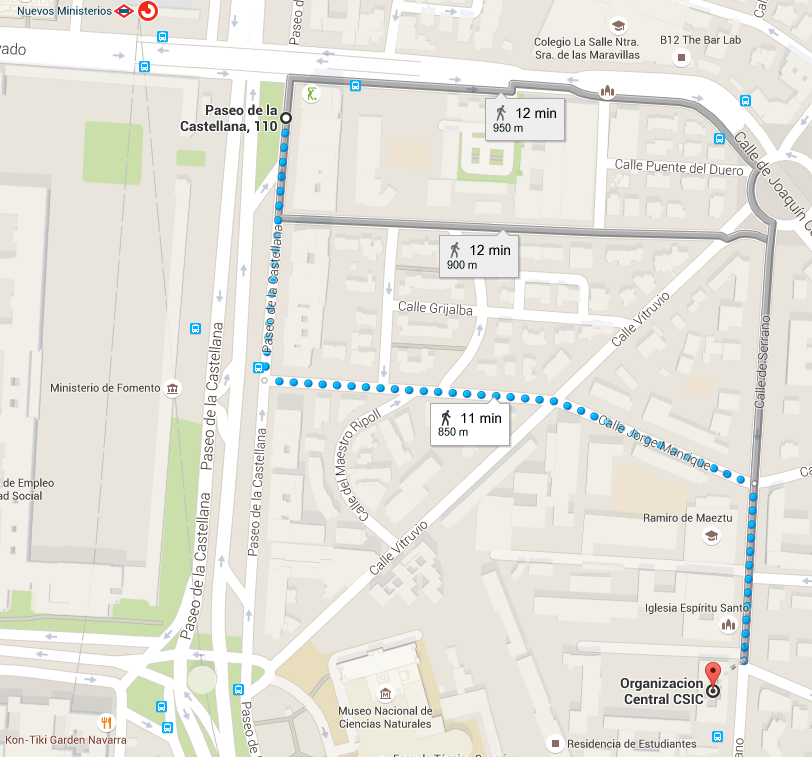 Nuevos Ministerios
Paseo de
vado
Colegio La Salle Ntra.
Sra. de las Maravillas
B12 The Bar Lab
Calle
Paseo de la
Castellana, 110
12 min
950 m
Calle Puente del Duero
Calle de Joaquín
12 min
900 m
Paseo de la Castellana
Calle Grijalba
Calle Vitruvio
Calle de Serrano
Paseo de la Castellana
Ministerio de Fomento
11 min
850 m
Calle del Maestro Ripoll
Calle Jorge Manrique
Paseo de la Castellana
de Empleo
ad Social
Ramiro de Maeztu
Calle Vitruvio
Paseo de la Castellana
Iglesia Espíritu Santo
Organizacion
Central CSIC
Museo Nacional de
Ciencias Naturales
Kon-Tiki Garden Navarra
Paseo de
Residencia de Estudiantes